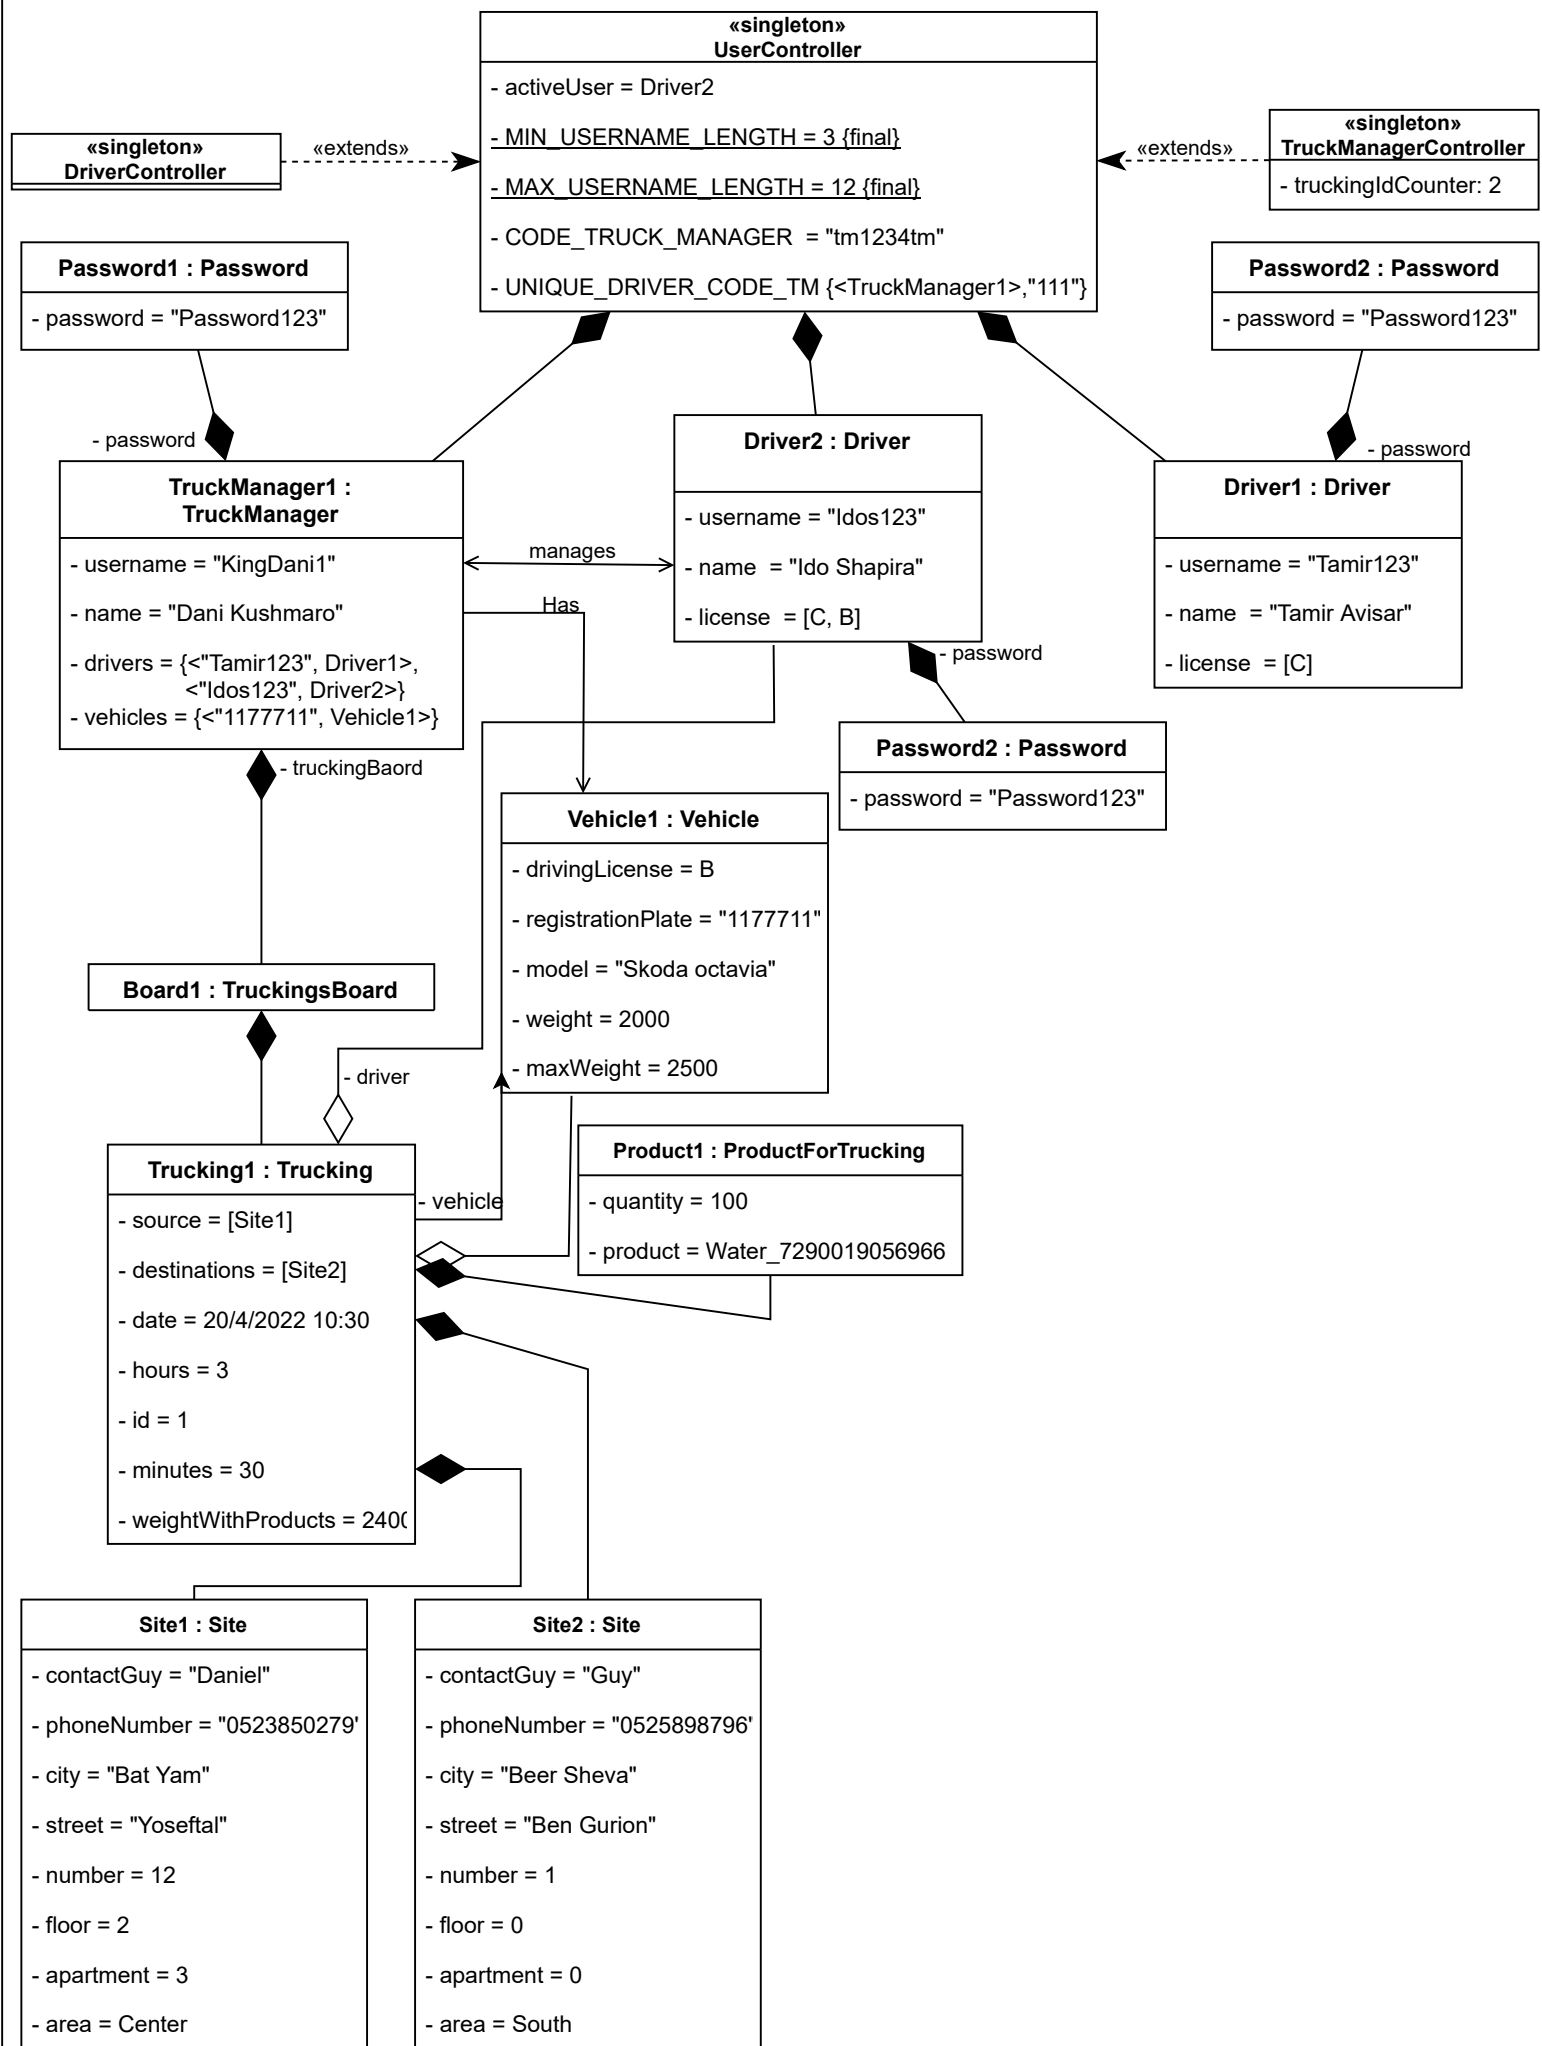 «singleton»
UserController
- activeUser = Driver2
- MIN_USERNAME_LENGTH = 3 {final}
- MAX_USERNAME_LENGTH = 12 {final}
- CODE_TRUCK_MANAGER  = "tm1234tm"
- UNIQUE_DRIVER_CODE_TM {<TruckManager1>,"111"}
«singleton»
DriverController
«extends»
«extends»
«singleton»
TruckManagerController
- truckingIdCounter: 2
Password1 : Password
- password = "Password123"
Password2 : Password
- password = "Password123"
- password
- password
TruckManager1 :
TruckManager
- username = "KingDani1"
- name = "Dani Kushmaro"
- drivers = {<"Tamir123", Driver1>,
<"Idos123", Driver2>}
- vehicles = {<"1177711", Vehicle1>}
manages
Has
Driver2 : Driver
- username = "Idos123"
- name  = "Ido Shapira"
- license  = [C, B]
Driver1 : Driver
- username = "Tamir123"
- name  = "Tamir Avisar"
- license  = [C]
- password
Password2 : Password
- password = "Password123"
- truckingBaord
Vehicle1 : Vehicle
- drivingLicense = B
- registrationPlate = "1177711"
- model = "Skoda octavia"
- weight = 2000
- maxWeight = 2500
Board1 : TruckingsBoard
- driver
Trucking1 : Trucking
- source = [Site1]
- destinations = [Site2]
- date = 20/4/2022 10:30
- hours = 3
- id = 1
- minutes = 30
- weightWithProducts = 2400
- vehicle
Product1 : ProductForTrucking
- quantity = 100
- product = Water_7290019056966
Site1 : Site
- contactGuy = "Daniel"
- phoneNumber = "0523850279"
- city = "Bat Yam"
- street = "Yoseftal"
- number = 12
- floor = 2
- apartment = 3
- area = Center
Site2 : Site
- contactGuy = "Guy"
- phoneNumber = "0525898796"
- city = "Beer Sheva"
- street = "Ben Gurion"
- number = 1
- floor = 0
- apartment = 0
- area = South